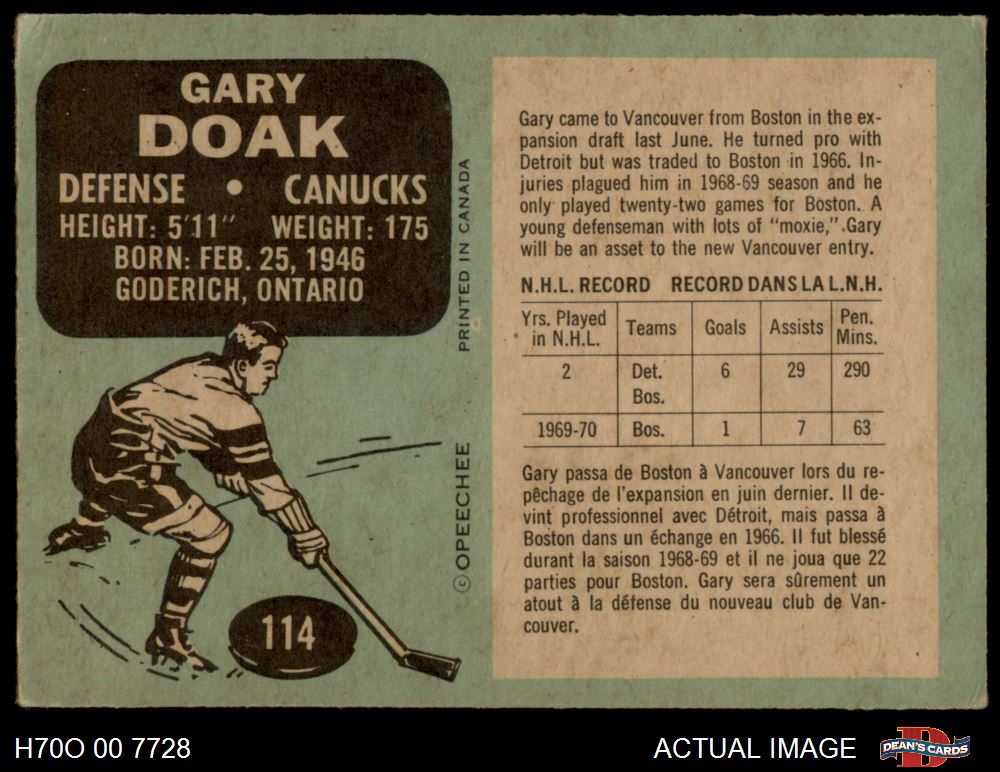 GARY
DOAK
DEFENSE • CANUCKS
HEIGHT: 5'11" WEIGHT: 175
BORN: FEB. 25, 1946
GODERICH, ONTARIO
114
© OPEECHEE PRINTED IN CANADA
Gary came to Vancouver from Boston in the ex-
pansion draft last June. He turned pro with
Detroit but was traded to Boston in 1966. In-
juries plagued him in 1968-69 season and he
only played twenty-two games for Boston. A
young defenseman with lots of "moxie," Gary
will be an asset to the new Vancouver entry.
N.H.L. RECORD RECORD DANS LA L.N.H.
Yrs. Played
in N.H.L. Teams Goals Assists Pen.
Mins.
2 Det. 6 29 290
Bos.
1969-70 Bos. 1 7 63
Gary passa de Boston à Vancouver lors du re-
pêchage de l'expansion en juin dernier. Il de-
vint professionnel avec Détroit, mais passa à
Boston dans un échange en 1966. Il fut blessé
durant la saison 1968-69 et il ne joua que 22
parties pour Boston. Gary sera sûrement un
atout à la défense du nouveau club de Van-
couver.
H70O 00 7728
ACTUAL IMAGE
DEAN'S CARDS